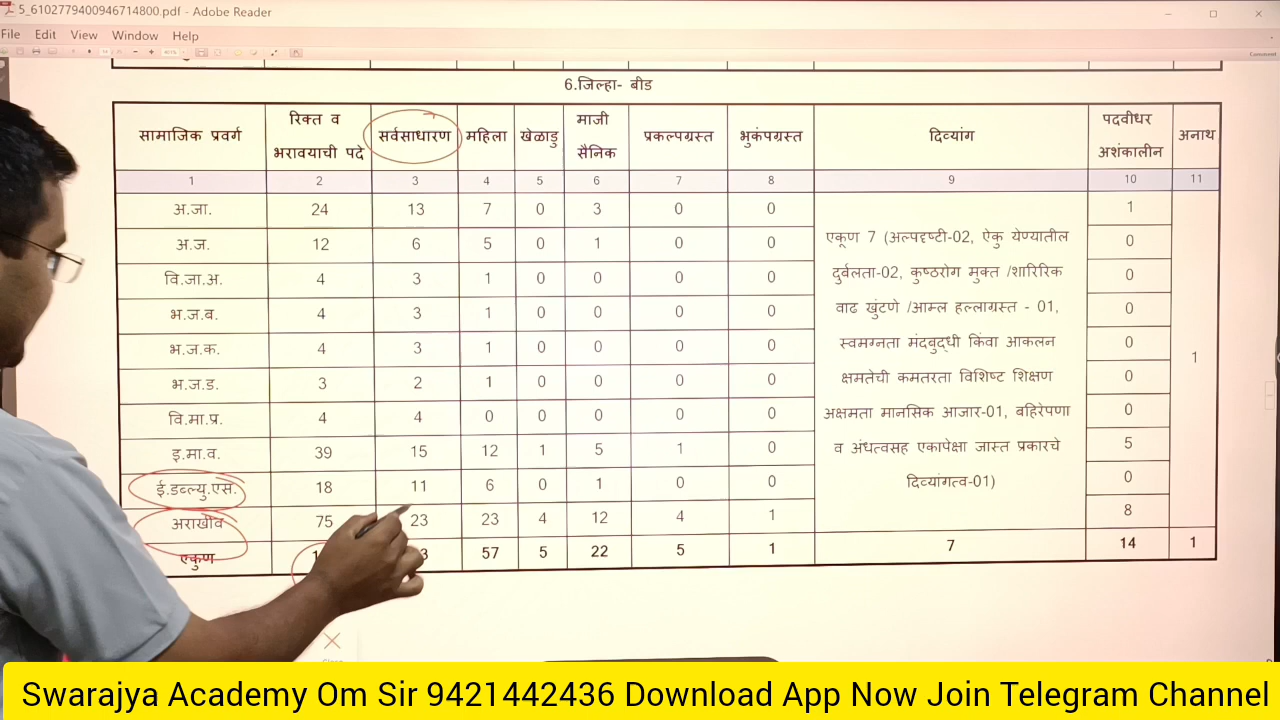 5_6102779400946714800.pdf - Adobe Reader
File Edit View Window Help
Comment
6.जिल्हा- बीड
सामाजिक प्रवर्ग रिक्त व भरावयाची पदे सर्वसाधारण महिला खेळाडु माजी सैनिक प्रकल्पग्रस्त भुकंपग्रस्त दिव्यांग पदवीधर अशंकालीन अनाथ
1 2 3 4 5 6 7 8 9 10 11
अ.जा. 24 13 7 0 3 0 0 1
अ.ज. 12 6 5 0 1 0 0 0
वि.जा.अ. 4 3 1 0 0 0 0 0
भ.ज.ब. 4 3 1 0 0 0 0 0
भ.ज.क. 4 3 1 0 0 0 0 0
भ.ज.ड. 3 2 1 0 0 0 0 0
वि.मा.प्र. 4 4 0 0 0 0 0 0
इ.मा.व. 39 15 12 1 5 1 0 5
ई.डब्ल्यु.एस. 18 11 6 0 1 0 0 0
अराखीव 75 23 23 4 12 4 1 8
एकूण 7 (अल्पदृष्टी-02, ऐकु येण्यातील
दुर्बलता-02, कुष्ठरोग मुक्त /शारिरिक
वाढ खुंटणे /आम्ल हल्लाग्रस्त - 01,
स्वमग्नता मंदबुद्धी किंवा आकलन
क्षमतेची कमतरता विशिष्ट शिक्षण
अक्षमता मानसिक आजार-01, बहिरेपणा
व अंधत्वसह एकापेक्षा जास्त प्रकारचे
दिव्यांगत्व-01)
1
एकुण 57 5 22 5 1 7 14 1
Swarajya Academy Om Sir 9421442436 Download App Now Join Telegram Channel